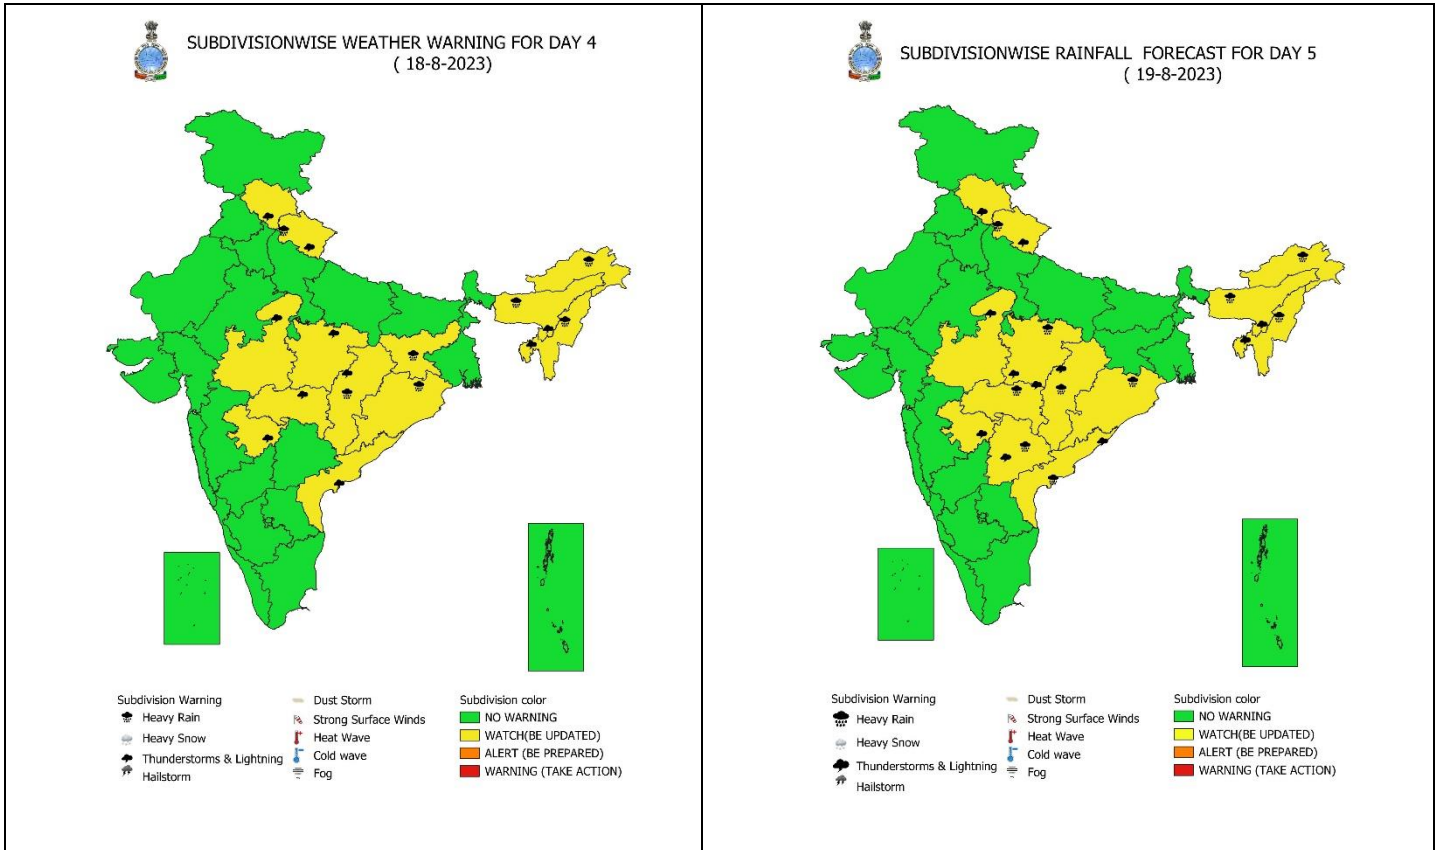 SUBDIVISIONWISE WEATHER WARNING FOR DAY 4
( 18-8-2023)
Subdivision Warning
Heavy Rain
Heavy Snow
Thunderstorms & Lightning
Hailstorm
Dust Storm
Strong Surface Winds
Heat Wave
Cold wave
Fog
Subdivision color
NO WARNING
WATCH(BE UPDATED)
ALERT (BE PREPARED)
WARNING (TAKE ACTION)
SUBDIVISIONWISE RAINFALL FORECAST FOR DAY 5
( 19-8-2023)
Subdivision Warning
Heavy Rain
Heavy Snow
Thunderstorms & Lightning
Hailstorm
Dust Storm
Strong Surface Winds
Heat Wave
Cold wave
Fog
Subdivision color
NO WARNING
WATCH(BE UPDATED)
ALERT (BE PREPARED)
WARNING (TAKE ACTION)